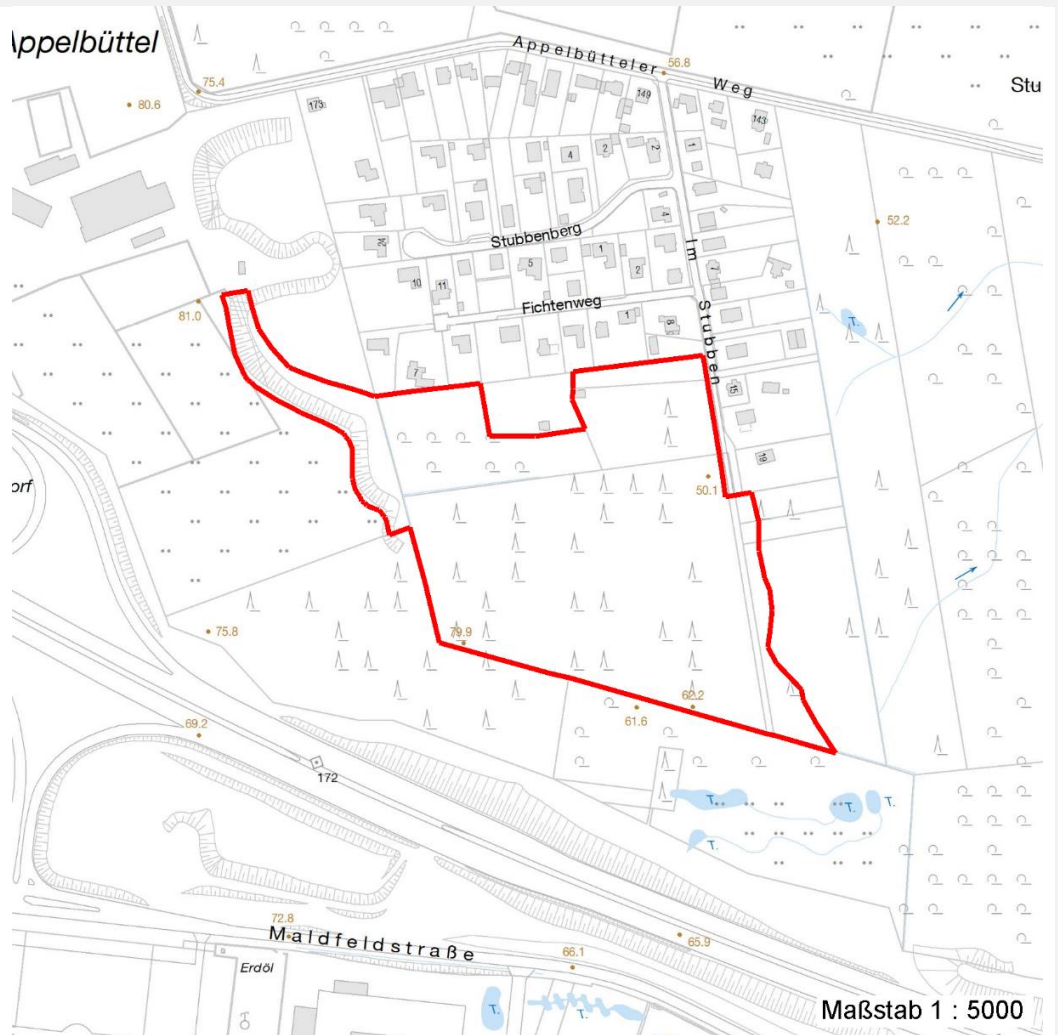 Appelbüttel
Appelbütteler Weg
56.8
75.4
80.6
Stu
173
149
143
1
2
2
4
52.2
Stubbenberg
Im Stubben
4
24
1
5
2
7
10
11
81.0
Fichtenweg
1
8
T.
7
15
19
50.1
orf
75.8
79.9
62.2
61.6
69.2
172
T.
T.
T.
T.
72.8
Maldfeldstraße
65.9
66.1
Erdöl
T.
T.
Maßstab 1 : 5000